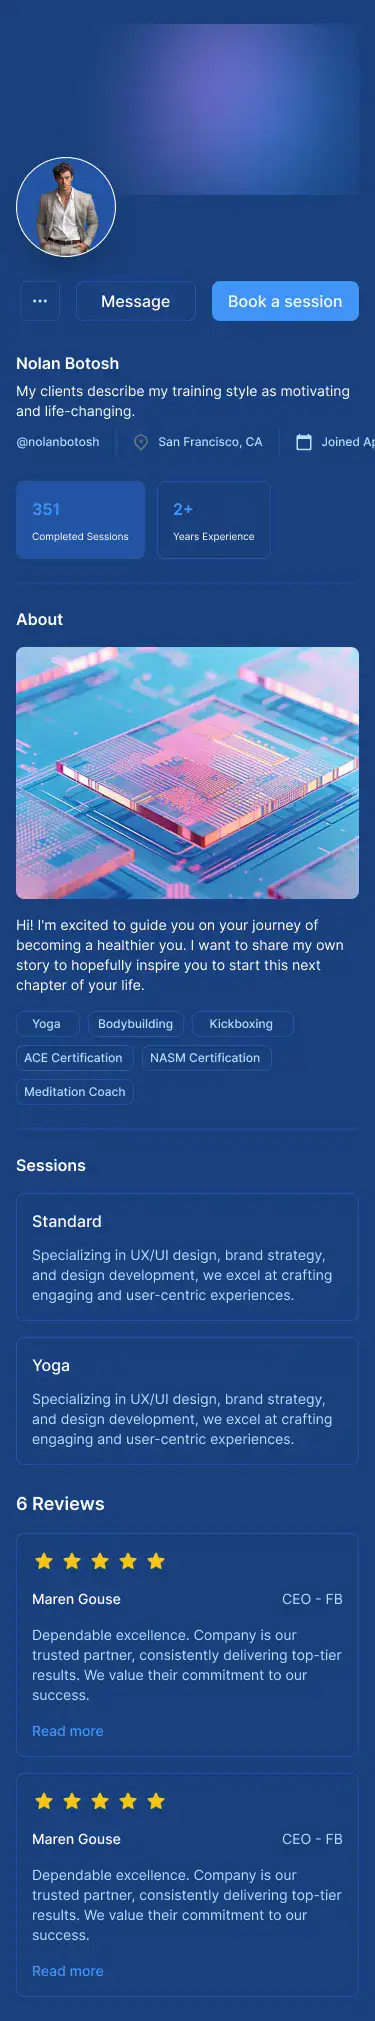 Message
Book a session
Nolan Botosh
My clients describe my training style as motivating
and life-changing.
@nolanbotosh San Francisco, CA Joined Ap
351
Completed Sessions
2+
Years Experience
About
Hi! I'm excited to guide you on your journey of
becoming a healthier you. I want to share my own
story to hopefully inspire you to start this next
chapter of your life.
Yoga Bodybuilding Kickboxing
ACE Certification NASM Certification
Meditation Coach
Sessions
Standard
Specializing in UX/UI design, brand strategy,
and design development, we excel at crafting
engaging and user-centric experiences.
Yoga
Specializing in UX/UI design, brand strategy,
and design development, we excel at crafting
engaging and user-centric experiences.
6 Reviews
Maren Gouse CEO - FB
Dependable excellence. Company is our
trusted partner, consistently delivering top-tier
results. We value their commitment to our
success.
Read more
Maren Gouse CEO - FB
Dependable excellence. Company is our
trusted partner, consistently delivering top-tier
results. We value their commitment to our
success.
Read more